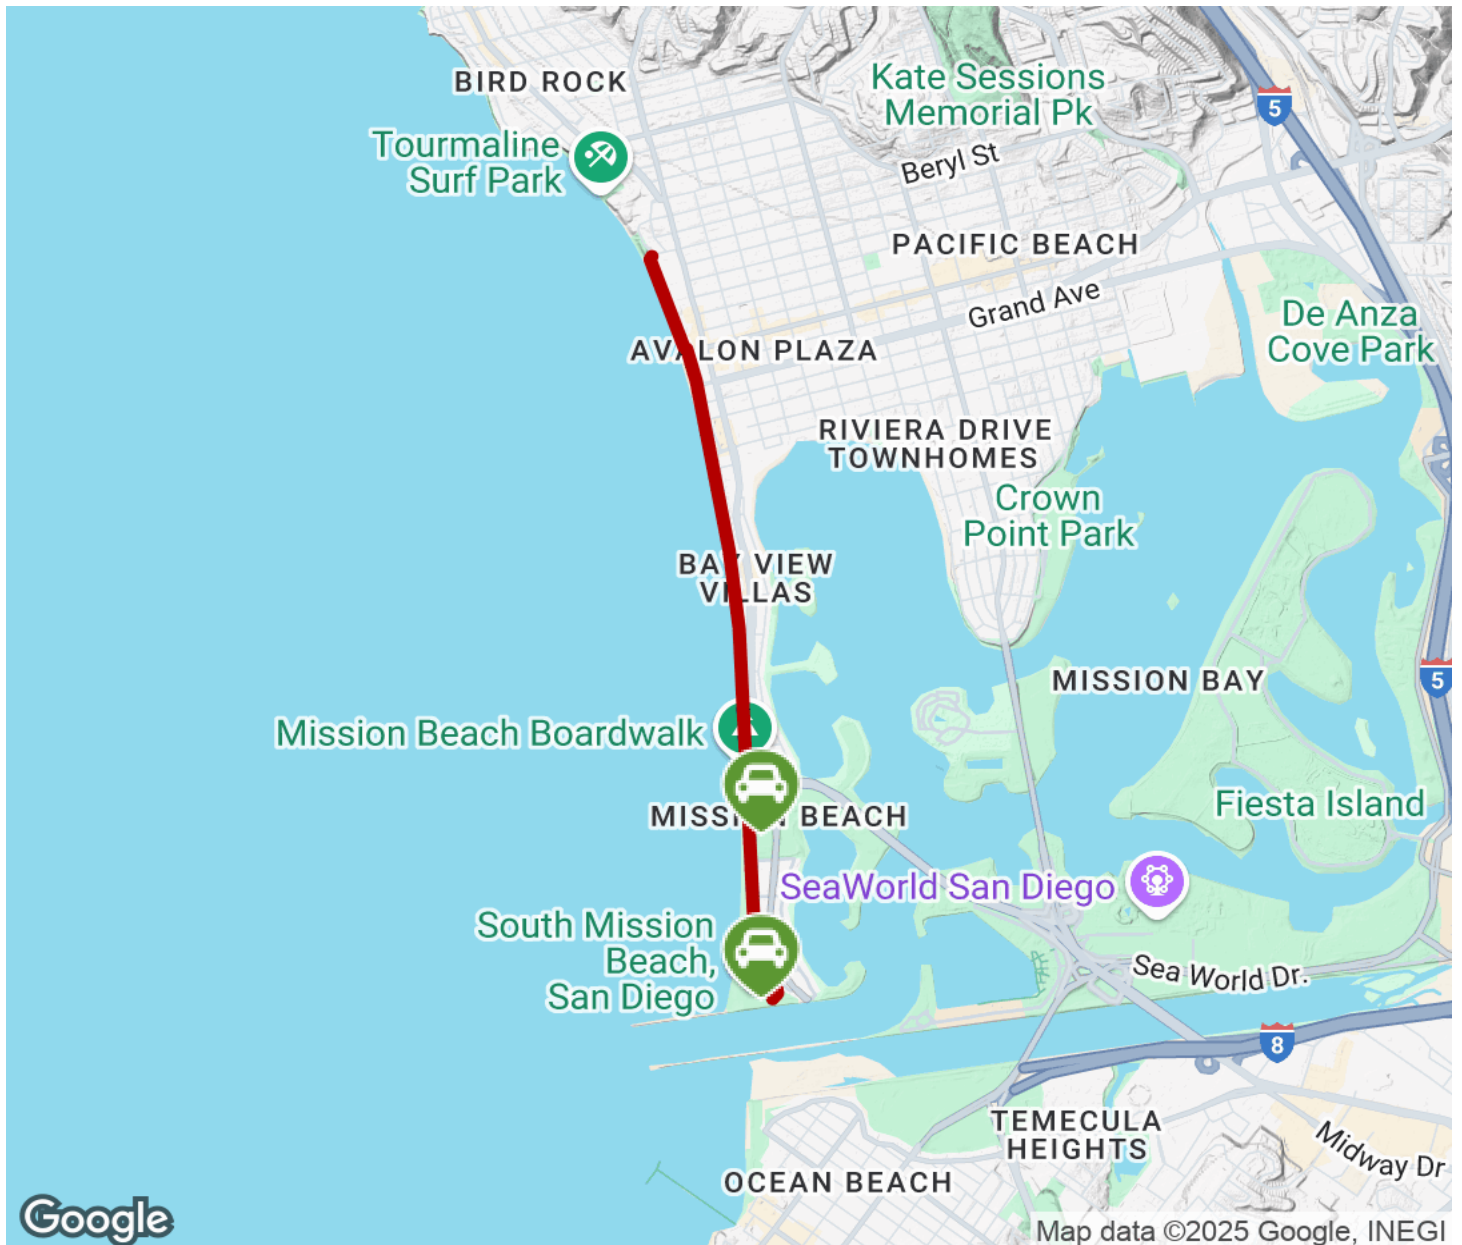 BIRD ROCK
Kate Sessions
Memorial Pk
5
Tourmaline
Surf Park
Beryl St
PACIFIC BEACH
Grand Ave
De Anza
Cove Park
AVALON PLAZA
RIVIERA DRIVE
TOWNHOMES
Crown
Point Park
BAY VIEW
VILLAS
MISSION BAY
5
Mission Beach Boardwalk
MISSION BEACH
Fiesta Island
SeaWorld San Diego
South Mission
Beach,
San Diego
Sea World Dr.
8
TEMECULA
HEIGHTS
Midway Dr
OCEAN BEACH
Google
Map data ©2025 Google, INEGI